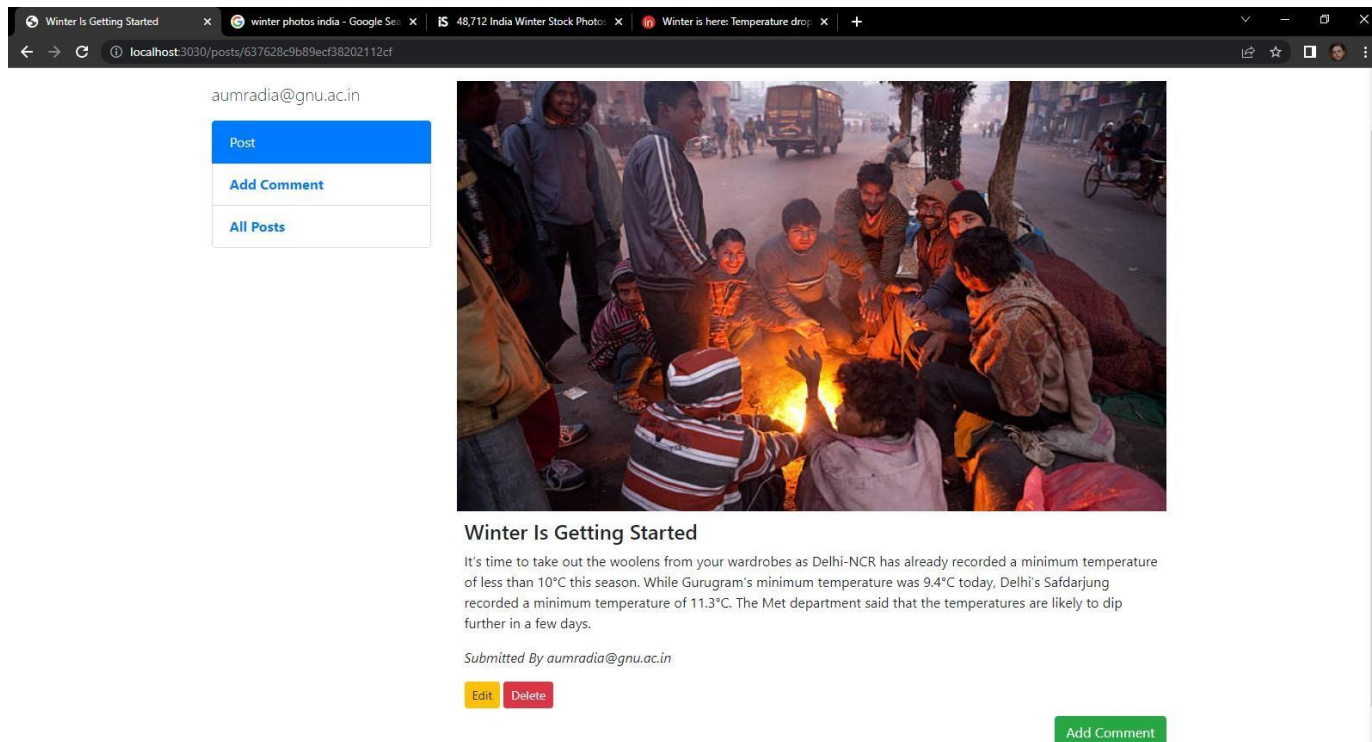 Winter Is Getting Started
winter photos india - Google Sea
iS 48,712 India Winter Stock Photos
in Winter is here: Temperature drop
localhost:3030/posts/637628c9b89ecf38202112cf
aumradia@gnu.ac.in
Post
Add Comment
All Posts
Winter Is Getting Started
It's time to take out the woolens from your wardrobes as Delhi-NCR has already recorded a minimum temperature
of less than 10°C this season. While Gurugram's minimum temperature was 9.4°C today, Delhi's Safdarjung
recorded a minimum temperature of 11.3°C. The Met department said that the temperatures are likely to dip
further in a few days.
Submitted By aumradia@gnu.ac.in
Edit Delete
Add Comment